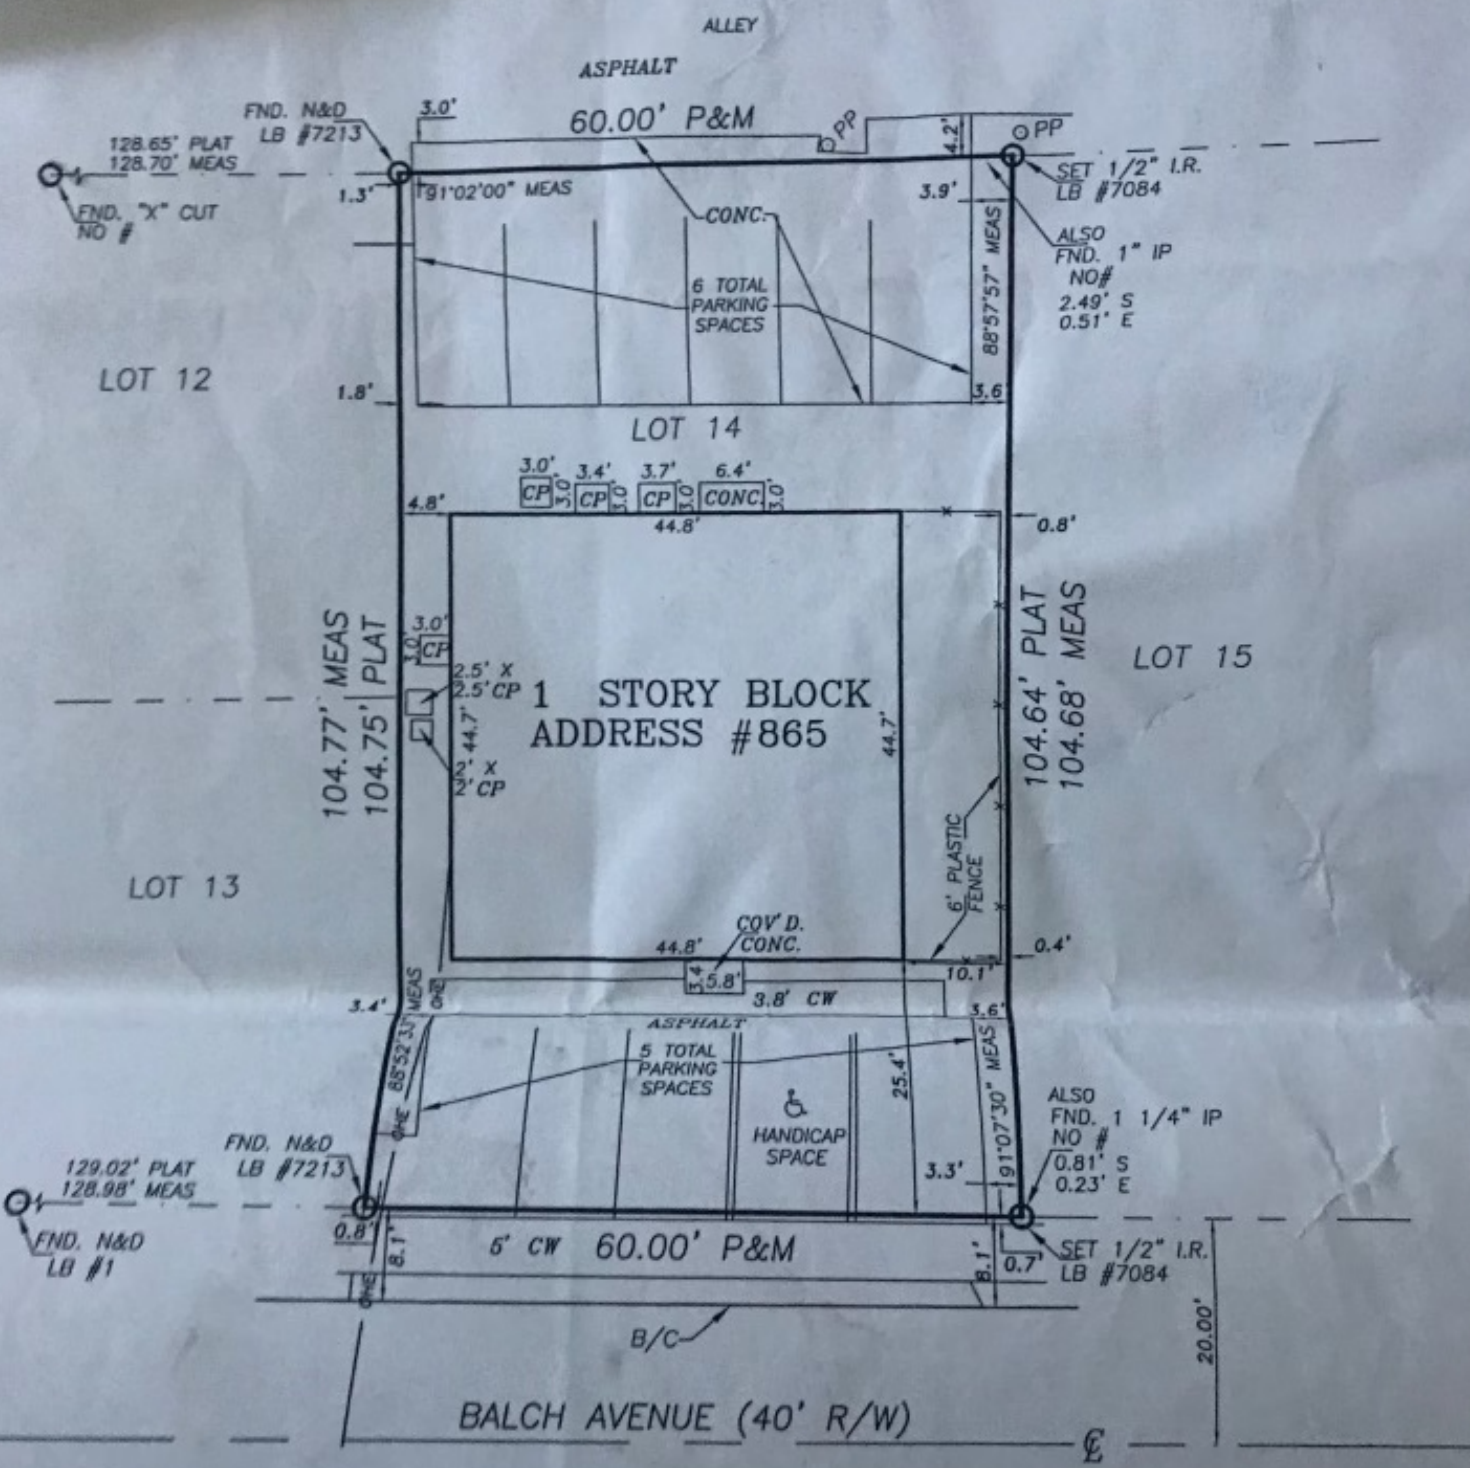 ALLEY
ASPHALT
3.0'
60.00' P&M
PP
4.2'
PP
FND. N&D
LB #7213
128.65' PLAT
128.70' MEAS
FND. "X" CUT
NO #
1.3'
91°02'00" MEAS
CONC.
3.9'
SET 1/2" I.R.
LB #7084
ALSO
FND. 1" IP
NO#
2.49' S
0.51' E
88°57'57" MEAS
6 TOTAL
PARKING
SPACES
LOT 12
1.8'
3.6'
LOT 14
3.0'
3.4'
3.7'
6.4'
CP
3.0'
CP
3.0'
CP
3.0'
CONC.
3.0'
4.8'
44.8'
0.8'
3.0'
3.0'
CP
2.5' X
2.5' CP
44.7'
2' X
2' CP
1 STORY BLOCK
ADDRESS #865
44.7'
104.77' MEAS
104.75' PLAT
104.64' PLAT
104.68' MEAS
LOT 15
LOT 13
6' PLASTIC
FENCE
COV'D.
CONC.
44.8'
0.4'
3.4
5.8'
10.1'
3.8' CW
OHE
3.4'
88°52'33" MEAS
ASPHALT
3.6'
5 TOTAL
PARKING
SPACES
25.4'
91°07'30" MEAS
HANDICAP
SPACE
OHE
3.3'
ALSO
FND. 1 1/4" IP
NO #
0.81' S
0.23' E
FND. N&D
LB #7213
129.02' PLAT
128.98' MEAS
FND. N&D
LB #1
0.8'
8.1'
5' CW
60.00' P&M
8.1'
0.7'
SET 1/2" I.R.
LB #7084
OHE
B/C
20.00'
BALCH AVENUE (40' R/W)